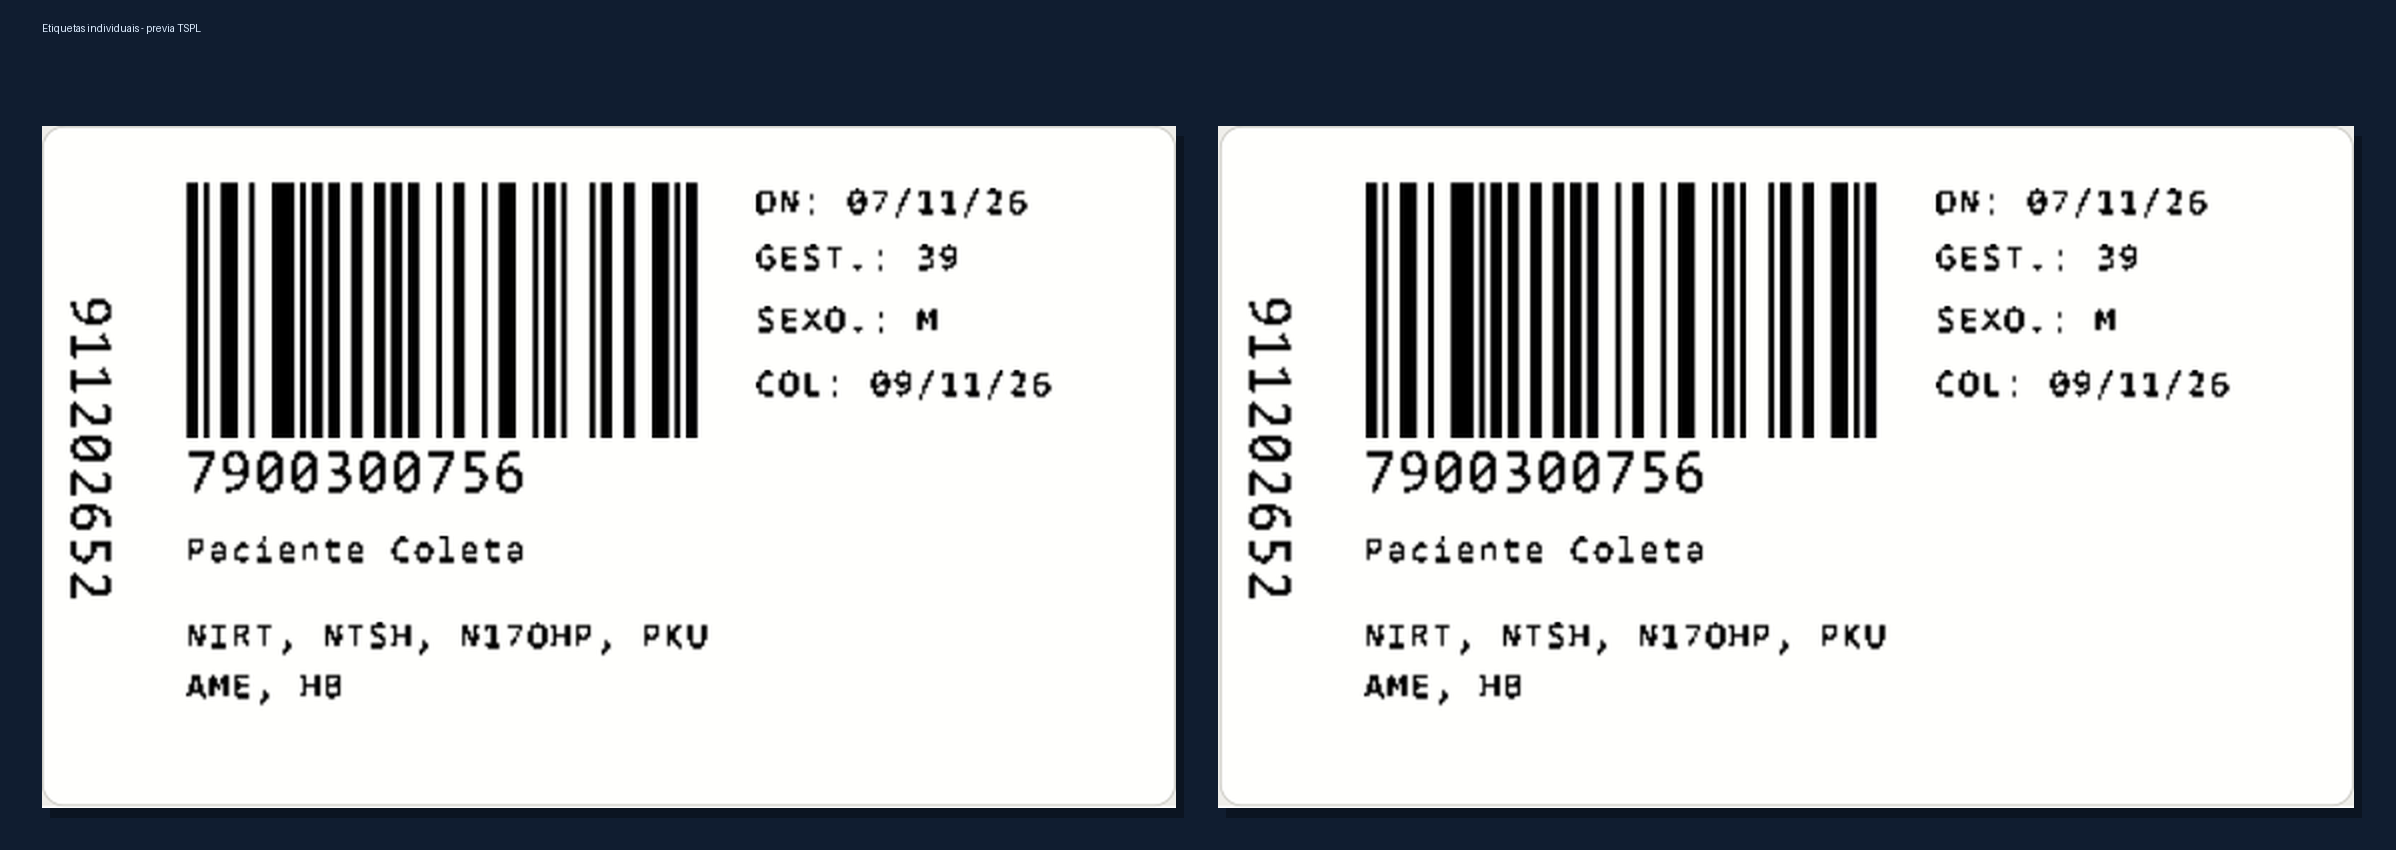 Etiquetas individuais - previa TSPL
911202652
DN: 07/11/26
GEST.: 39
SEXO.: M
COL: 09/11/26
7900300756
Paciente Coleta
NIRT, NTSH, N17OHP, PKU
AME, HB
911202652
DN: 07/11/26
GEST.: 39
SEXO.: M
COL: 09/11/26
7900300756
Paciente Coleta
NIRT, NTSH, N17OHP, PKU
AME, HB